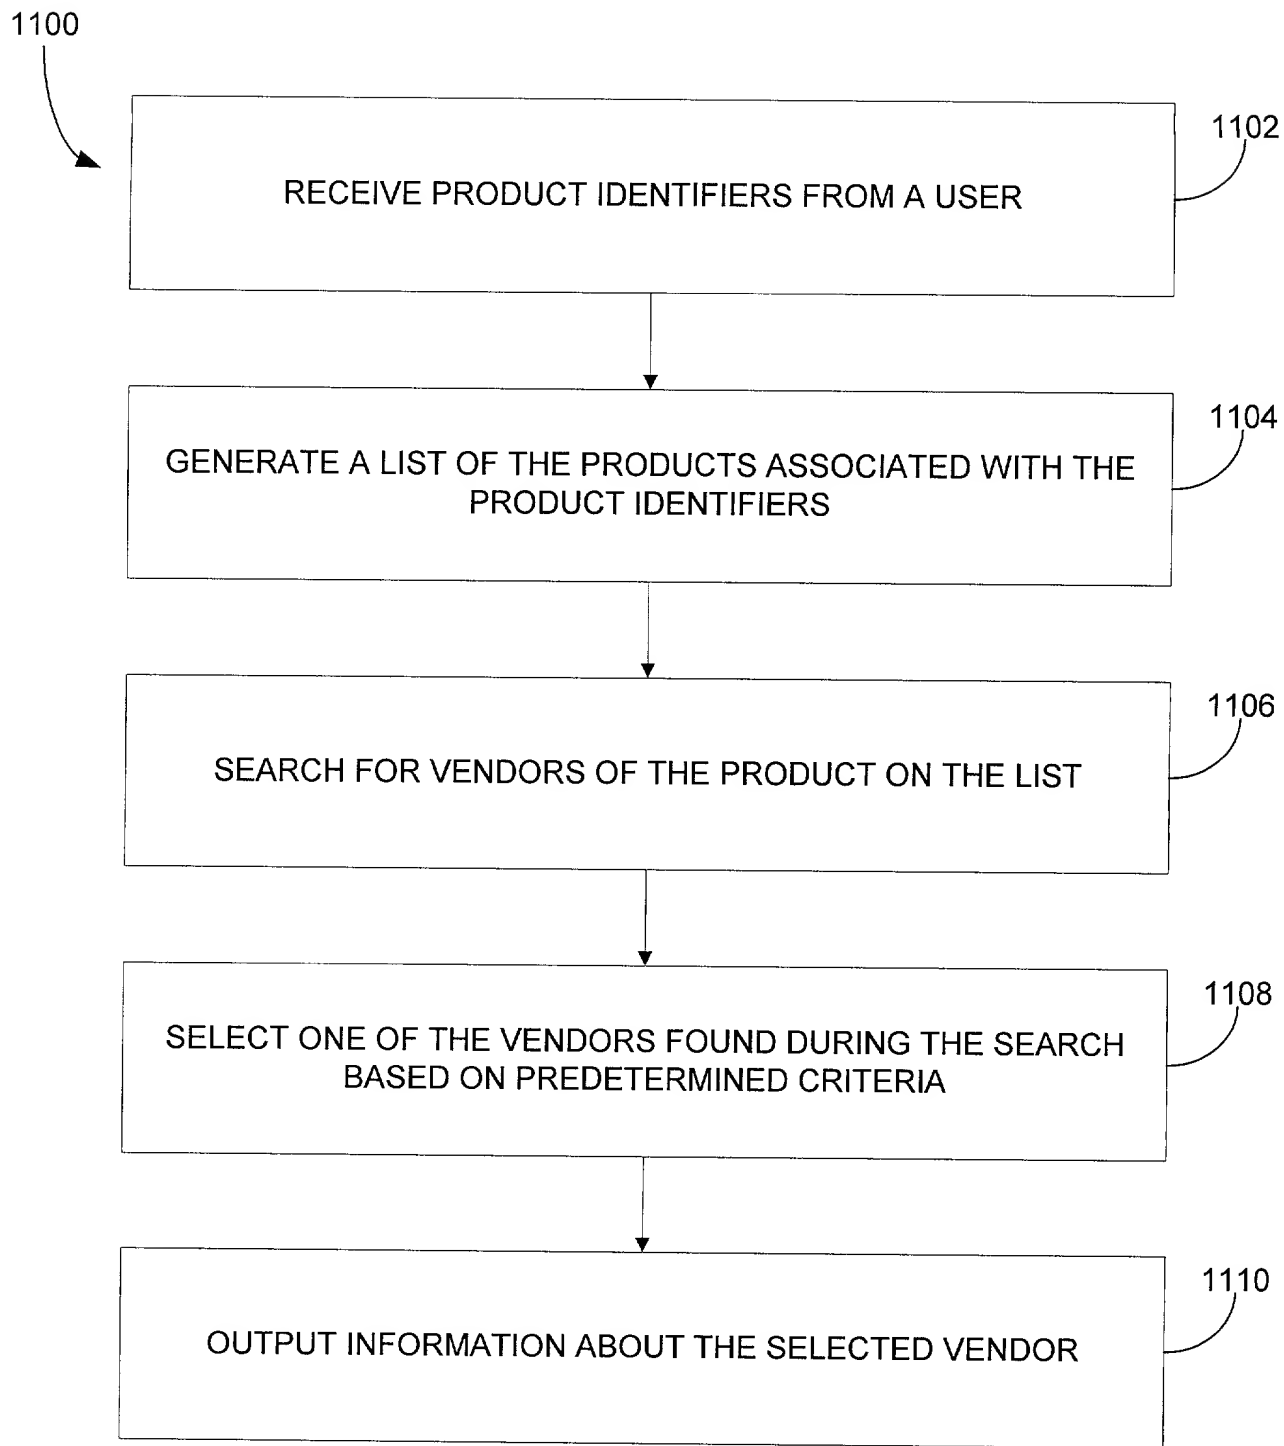 1100
1102
RECEIVE PRODUCT IDENTIFIERS FROM A USER
1104
GENERATE A LIST OF THE PRODUCTS ASSOCIATED WITH THE
PRODUCT IDENTIFIERS
1106
SEARCH FOR VENDORS OF THE PRODUCT ON THE LIST
1108
SELECT ONE OF THE VENDORS FOUND DURING THE SEARCH
BASED ON PREDETERMINED CRITERIA
1110
OUTPUT INFORMATION ABOUT THE SELECTED VENDOR